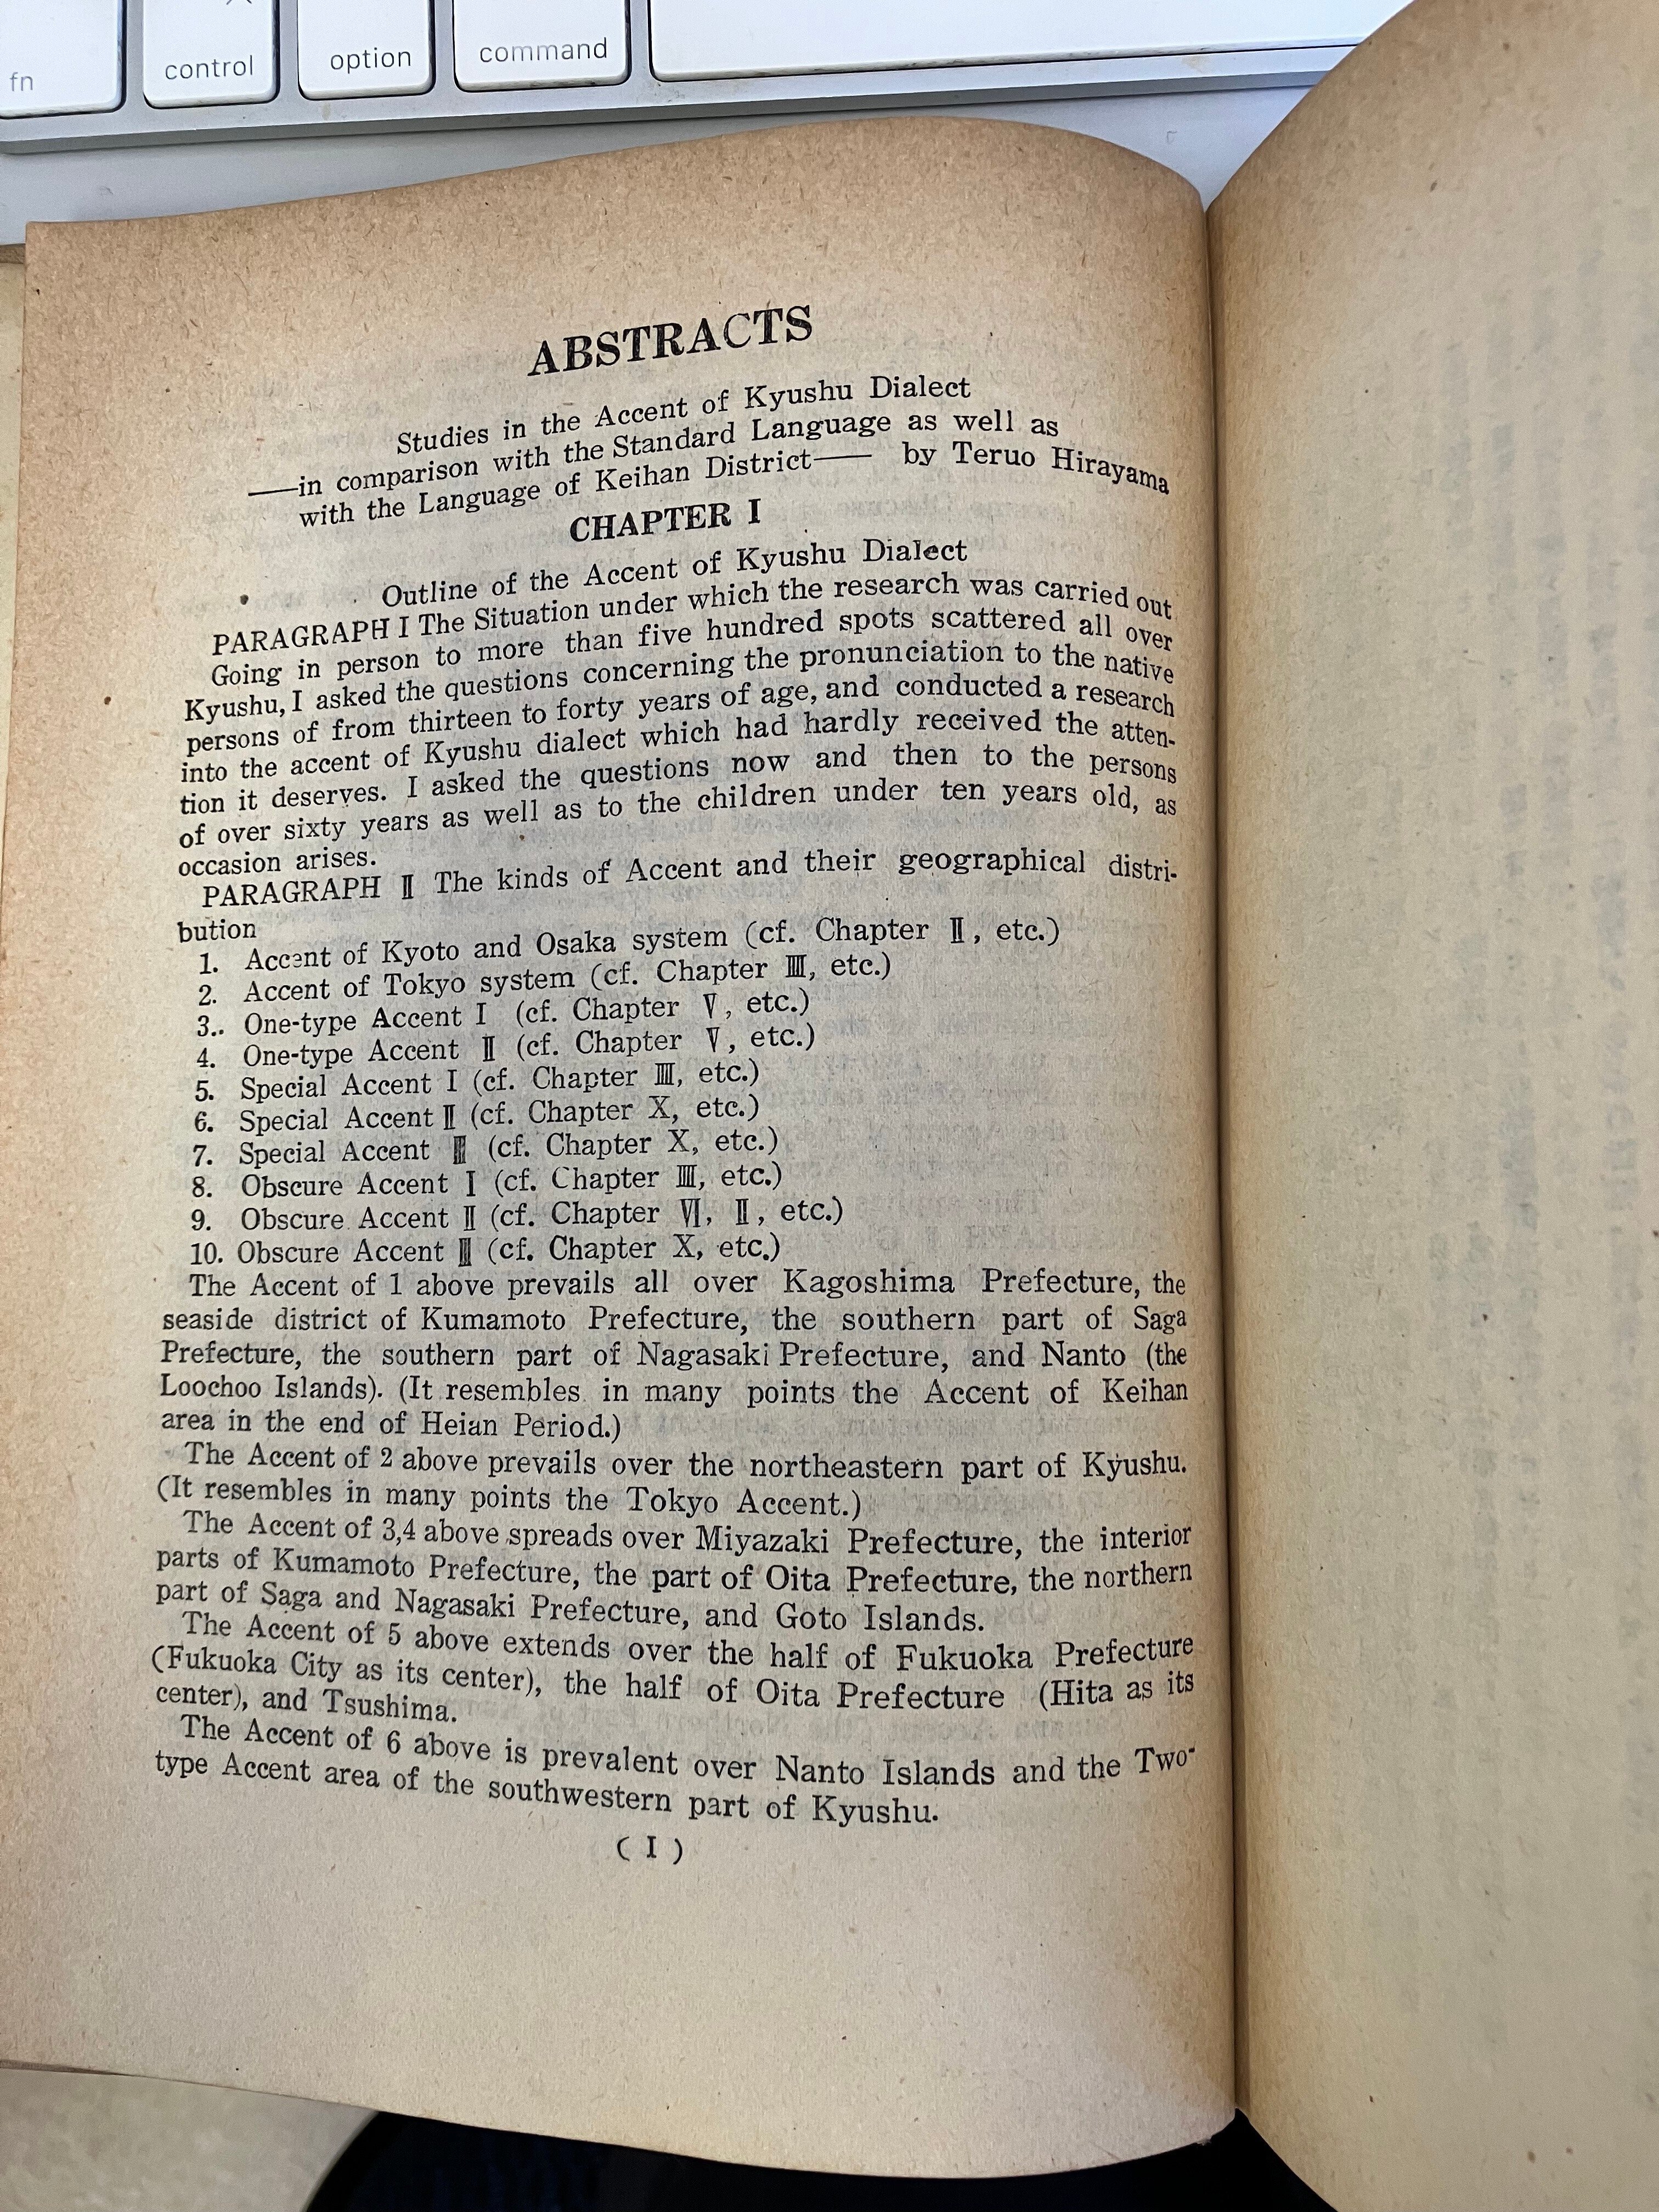 fn control option command
ABSTRACTS
Studies in the Accent of Kyushu Dialect
——in comparison with the Standard Language as well as
with the Language of Keihan District—— by Teruo Hirayama
CHAPTER I
Outline of the Accent of Kyushu Dialect
PARAGRAPH I The Situation under which the research was carried out
Going in person to more than five hundred spots scattered all over
Kyushu, I asked the questions concerning the pronunciation to the native
persons of from thirteen to forty years of age, and conducted a research
into the accent of Kyushu dialect which had hardly received the atten-
tion it deserves. I asked the questions now and then to the persons
of over sixty years as well as to the children under ten years old, as
occasion arises.
PARAGRAPH Ⅱ The kinds of Accent and their geographical distri-
bution
1. Accent of Kyoto and Osaka system (cf. Chapter Ⅱ, etc.)
2. Accent of Tokyo system (cf. Chapter Ⅲ, etc.)
3.. One-type Accent I (cf. Chapter Ⅴ, etc.)
4. One-type Accent Ⅱ (cf. Chapter Ⅴ, etc.)
5. Special Accent I (cf. Chapter Ⅲ, etc.)
6. Special Accent Ⅱ (cf. Chapter X, etc.)
7. Special Accent Ⅲ (cf. Chapter X, etc.)
8. Obscure Accent I (cf. Chapter Ⅲ, etc.)
9. Obscure Accent Ⅱ (cf. Chapter Ⅵ, Ⅱ, etc.)
10. Obscure Accent Ⅲ (cf. Chapter X, etc.)
The Accent of 1 above prevails all over Kagoshima Prefecture, the
seaside district of Kumamoto Prefecture, the southern part of Saga
Prefecture, the southern part of Nagasaki Prefecture, and Nanto (the
Loochoo Islands). (It resembles in many points the Accent of Keihan
area in the end of Heian Period.)
The Accent of 2 above prevails over the northeastern part of Kyushu.
(It resembles in many points the Tokyo Accent.)
The Accent of 3,4 above spreads over Miyazaki Prefecture, the interior
parts of Kumamoto Prefecture, the part of Oita Prefecture, the northern
part of Saga and Nagasaki Prefecture, and Goto Islands.
The Accent of 5 above extends over the half of Fukuoka Prefecture
(Fukuoka City as its center), the half of Oita Prefecture (Hita as its
center), and Tsushima.
The Accent of 6 above is prevalent over Nanto Islands and the Two-
type Accent area of the southwestern part of Kyushu.
( I )